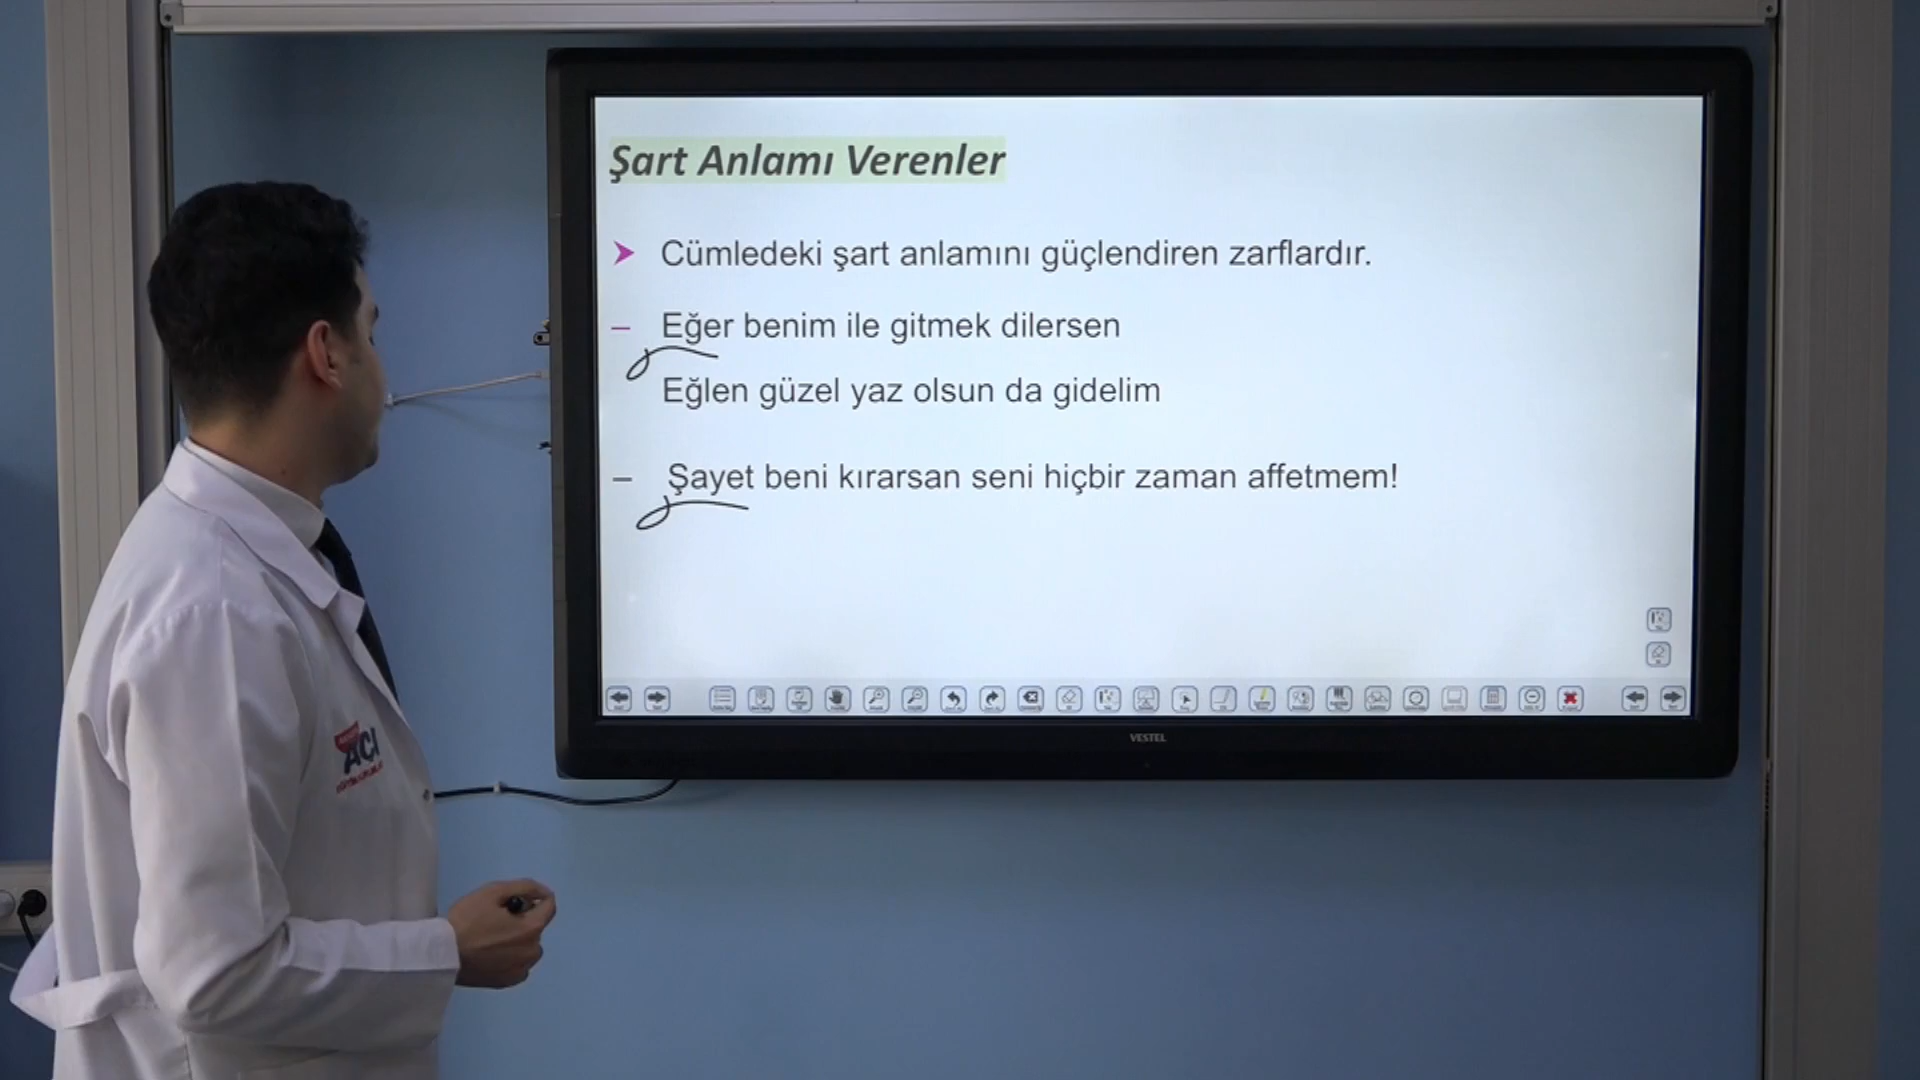 Şart Anlamı Verenler
➤ Cümledeki şart anlamını güçlendiren zarflardır.
– Eğer benim ile gitmek dilersen
Eğlen güzel yaz olsun da gidelim
– Şayet beni kırarsan seni hiçbir zaman affetmem!
VESTEL
AÇI